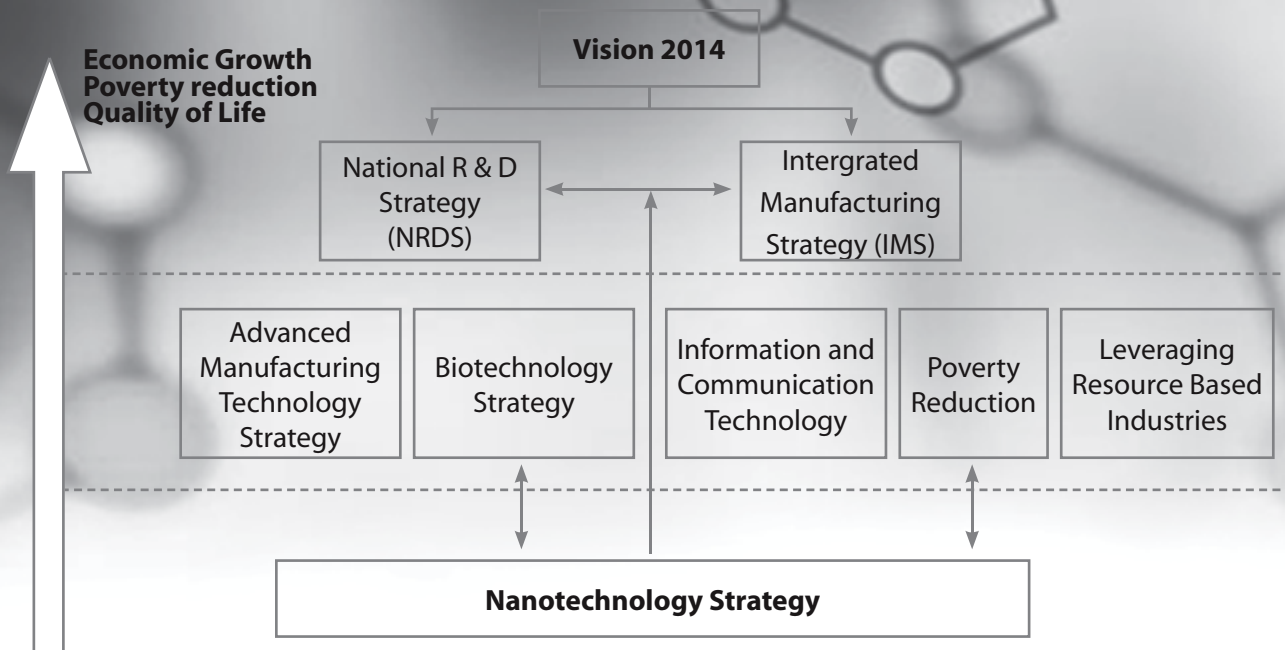 Economic Growth
Poverty reduction
Quality of Life
Vision 2014
National R & D
Strategy
(NRDS)
Intergrated
Manufacturing
Strategy (IMS)
Advanced
Manufacturing
Technology
Strategy
Biotechnology
Strategy
Information and
Communication
Technology
Poverty
Reduction
Leveraging
Resource Based
Industries
Nanotechnology Strategy